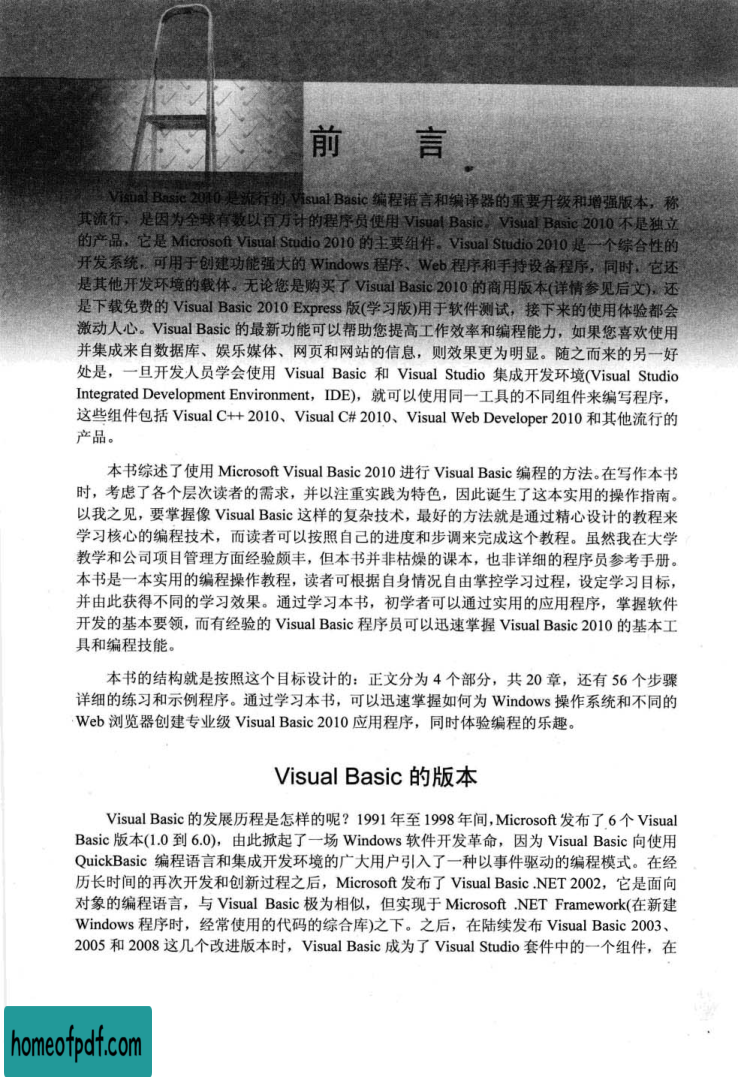 前 言
Visual Basic 2010 是流行的 Visual Basic 编程语言和编译器的重要升级和增强版本，称
其流行，是因为全球有数以百万计的程序员使用 Visual Basic。Visual Basic 2010 不是独立
的产品，它是 Microsoft Visual Studio 2010 的主要组件。Visual Studio 2010 是一个综合性的
开发系统，可用于创建功能强大的 Windows 程序、Web 程序和手持设备程序，同时，它还
是其他开发环境的载体。无论您是购买了 Visual Basic 2010 的商用版本(详情参见后文)，还
是下载免费的 Visual Basic 2010 Express 版(学习版)用于软件测试，接下来的使用体验都会
激动人心。Visual Basic 的最新功能可以帮助您提高工作效率和编程能力，如果您喜欢使用
并集成来自数据库、娱乐媒体、网页和网站的信息，则效果更为明显。随之而来的另一好
处是，一旦开发人员学会使用 Visual Basic 和 Visual Studio 集成开发环境(Visual Studio
Integrated Development Environment，IDE)，就可以使用同一工具的不同组件来编写程序，
这些组件包括 Visual C++ 2010、Visual C# 2010、Visual Web Developer 2010 和其他流行的
产品。
本书综述了使用 Microsoft Visual Basic 2010 进行 Visual Basic 编程的方法。在写作本书
时，考虑了各个层次读者的需求，并以注重实践为特色，因此诞生了这本实用的操作指南。
以我之见，要掌握像 Visual Basic 这样的复杂技术，最好的方法就是通过精心设计的教程来
学习核心的编程技术，而读者可以按照自己的进度和步调来完成这个教程。虽然我在大学
教学和公司项目管理方面经验颇丰，但本书并非枯燥的课本，也非详细的程序员参考手册。
本书是一本实用的编程操作教程，读者可根据自身情况自由掌控学习过程，设定学习目标，
并由此获得不同的学习效果。通过学习本书，初学者可以通过实用的应用程序，掌握软件
开发的基本要领，而有经验的 Visual Basic 程序员可以迅速掌握 Visual Basic 2010 的基本工
具和编程技能。
本书的结构就是按照这个目标设计的：正文分为 4 个部分，共 20 章，还有 56 个步骤
详细的练习和示例程序。通过学习本书，可以迅速掌握如何为 Windows 操作系统和不同的
Web 浏览器创建专业级 Visual Basic 2010 应用程序，同时体验编程的乐趣。
Visual Basic 的版本
Visual Basic 的发展历程是怎样的呢？1991 年至 1998 年间，Microsoft 发布了 6 个 Visual
Basic 版本(1.0 到 6.0)，由此掀起了一场 Windows 软件开发革命，因为 Visual Basic 向使用
QuickBasic 编程语言和集成开发环境的广大用户引入了一种以事件驱动的编程模式。在经
历长时间的再次开发和创新过程之后，Microsoft 发布了 Visual Basic .NET 2002，它是面向
对象的编程语言，与 Visual Basic 极为相似，但实现于 Microsoft .NET Framework(在新建
Windows 程序时，经常使用的代码的综合库)之下。之后，在陆续发布 Visual Basic 2003、
2005 和 2008 这几个改进版本时，Visual Basic 成为了 Visual Studio 套件中的一个组件，在
homeofpdf.com